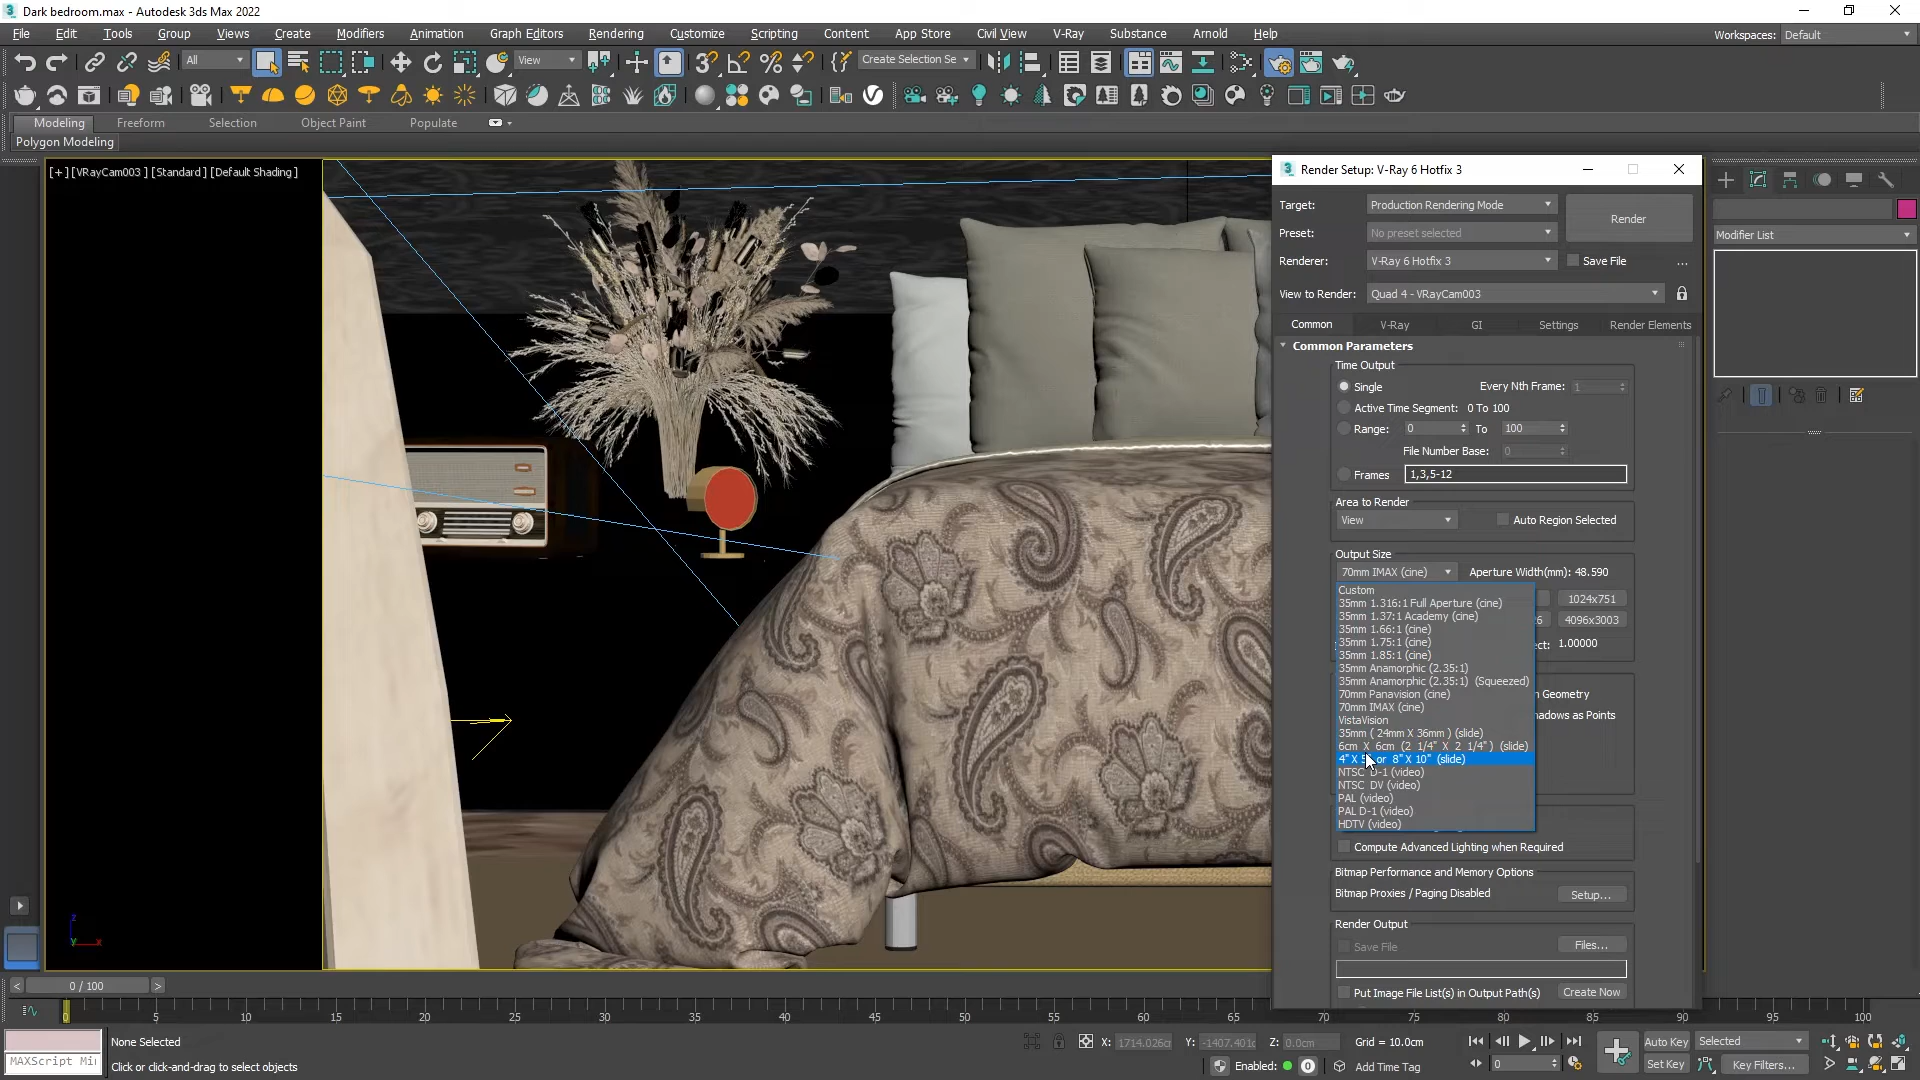 Dark bedroom.max - Autodesk 3ds Max 2022
File Edit Tools Group Views Create Modifiers Animation Graph Editors Rendering Customize Scripting Content App Store Civil View V-Ray Substance Arnold Help
Workspaces: Default
All View Create Selection Se
Modeling Freeform Selection Object Paint Populate
Polygon Modeling
[+] [VRayCam003 ] [Standard ] [Default Shading ]
Render Setup: V-Ray 6 Hotfix 3
Target: Production Rendering Mode
Render
Preset: No preset selected
Renderer: V-Ray 6 Hotfix 3 Save File ...
View to Render: Quad 4 - VRayCam003
Common V-Ray GI Settings Render Elements
Common Parameters
Time Output
Single Every Nth Frame: 1
Active Time Segment: 0 To 100
Range: 0 To 100
File Number Base: 0
Frames 1,3,5-12
Area to Render
View Auto Region Selected
Output Size
70mm IMAX (cine) Aperture Width(mm): 48.590
Custom
35mm 1.316:1 Full Aperture (cine)
35mm 1.37:1 Academy (cine)
35mm 1.66:1 (cine)
35mm 1.75:1 (cine)
35mm 1.85:1 (cine)
35mm Anamorphic (2.35:1)
35mm Anamorphic (2.35:1) (Squeezed)
70mm Panavision (cine)
70mm IMAX (cine)
VistaVision
35mm ( 24mm X 36mm ) (slide)
6cm X 6cm (2 1/4" X 2 1/4" ) (slide)
4" X or 8" X 10" (slide)
NTSC D-1 (video)
NTSC DV (video)
PAL (video)
PAL D-1 (video)
HDTV (video)
1024x751
4096x3003
1.00000
Geometry
as Points
Compute Advanced Lighting when Required
Bitmap Performance and Memory Options
Bitmap Proxies / Paging Disabled Setup...
Render Output
Save File Files...
Put Image File List(s) in Output Path(s) Create Now
Modifier List
z
y x
< 0 / 100 >
0 5 10 15 20 25 30 35 40 45 50 55 60 65 70 75 80 85 90 95 100
None Selected
MAXScript Mi
Click or click-and-drag to select objects
X: 1714.026c Y: -1407.401c Z: 0.0cm Grid = 10.0cm
Enabled: 0 Add Time Tag
0
Auto Key Selected
Set Key Key Filters...